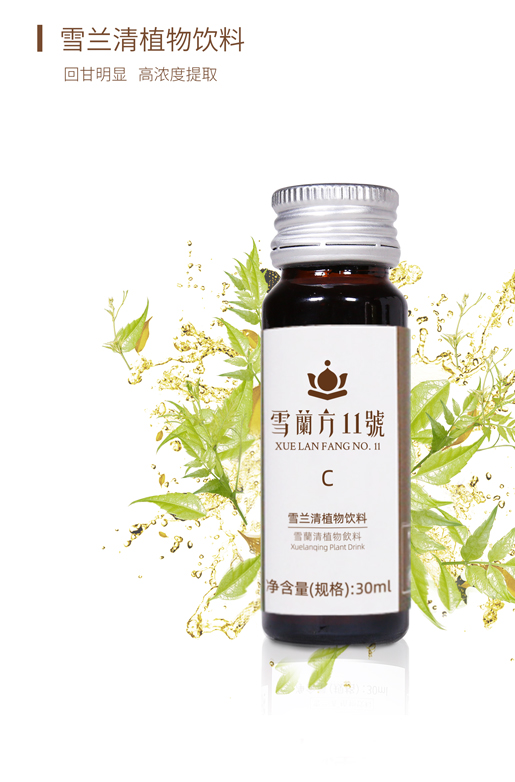 雪兰清植物饮料
回甘明显 高浓度提取
雪蘭方11號
XUE LAN FANG NO. 11
C
雪兰清植物饮料
雪蘭清植物飲料
Xuelanqing Plant Drink
净含量(规格):30ml